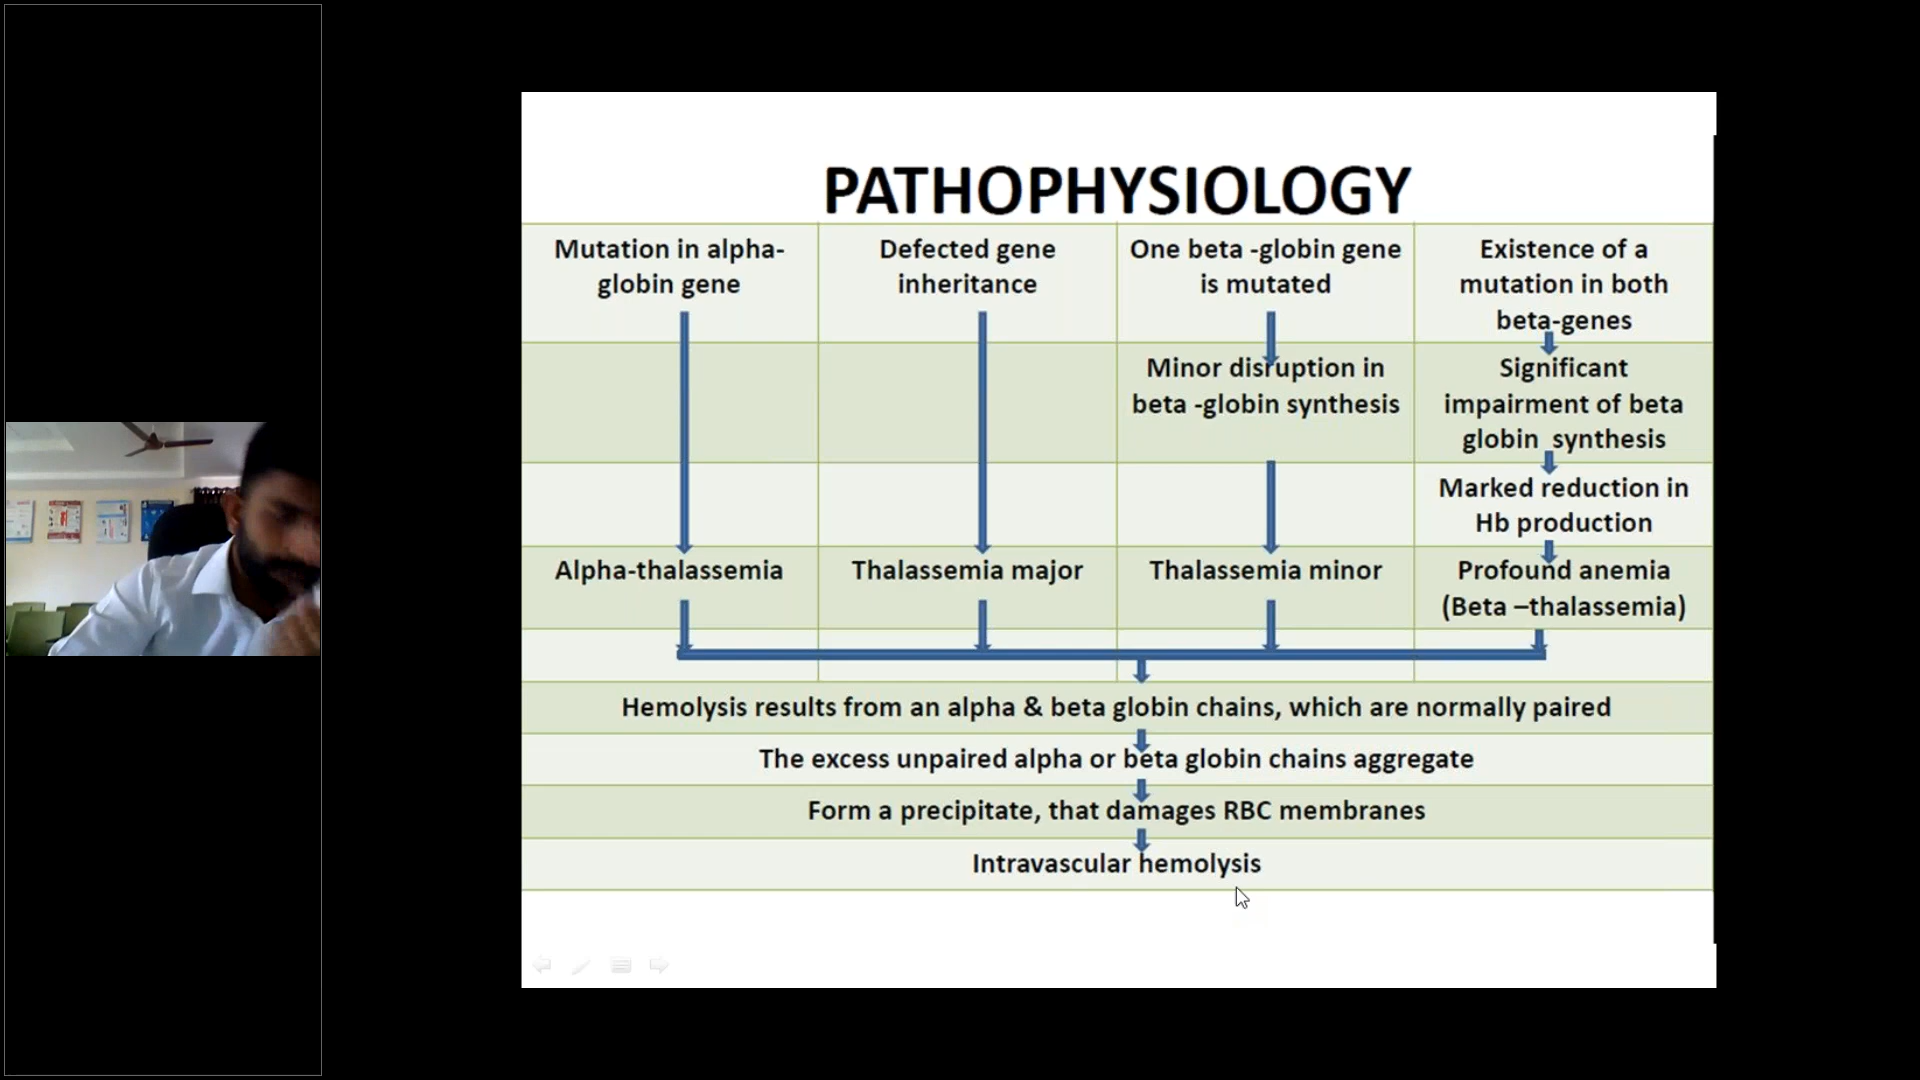 PATHOPHYSIOLOGY
Mutation in alpha-
globin gene
Defected gene
inheritance
One beta -globin gene
is mutated
Existence of a
mutation in both
beta-genes
Minor disruption in
beta -globin synthesis
Significant
impairment of beta
globin synthesis
Marked reduction in
Hb production
Alpha-thalassemia
Thalassemia major
Thalassemia minor
Profound anemia
(Beta –thalassemia)
Hemolysis results from an alpha & beta globin chains, which are normally paired
The excess unpaired alpha or beta globin chains aggregate
Form a precipitate, that damages RBC membranes
Intravascular hemolysis